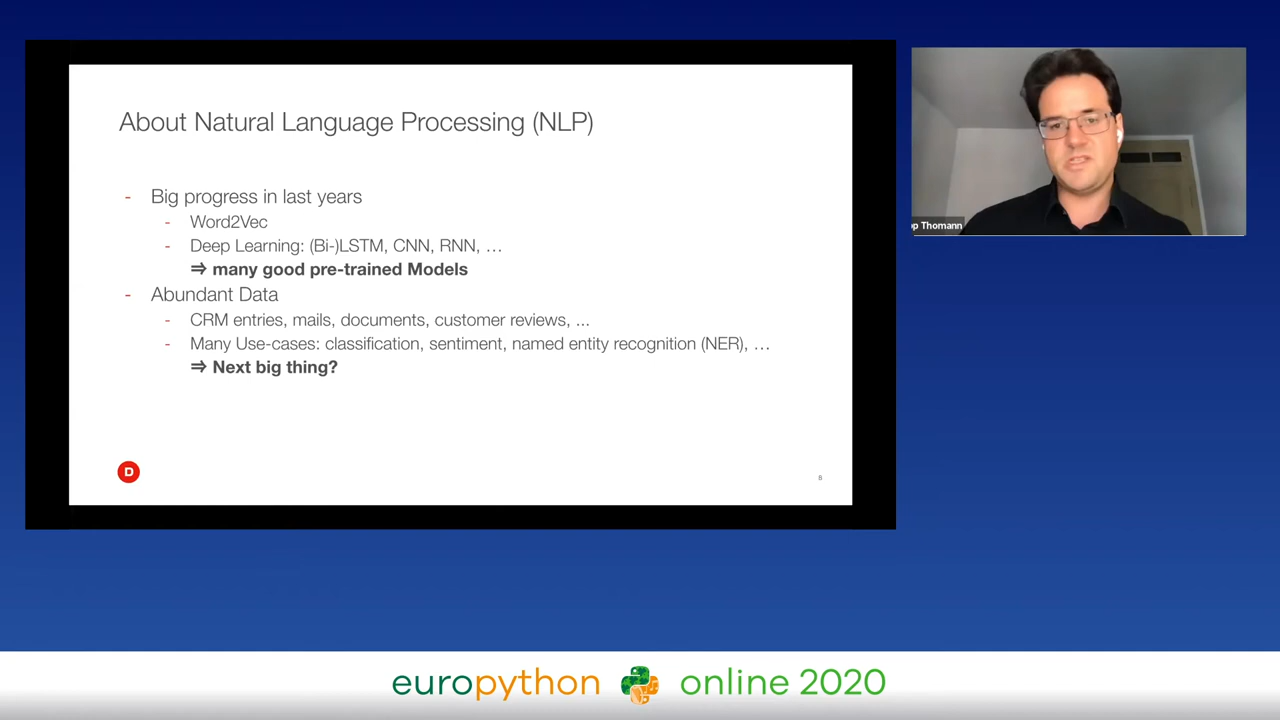 About Natural Language Processing (NLP)
- Big progress in last years
- Word2Vec
- Deep Learning: (Bi-)LSTM, CNN, RNN, …
⇒ many good pre-trained Models
- Abundant Data
- CRM entries, mails, documents, customer reviews, ...
- Many Use-cases: classification, sentiment, named entity recognition (NER), …
⇒ Next big thing?
D
8
op Thomann
europython online 2020